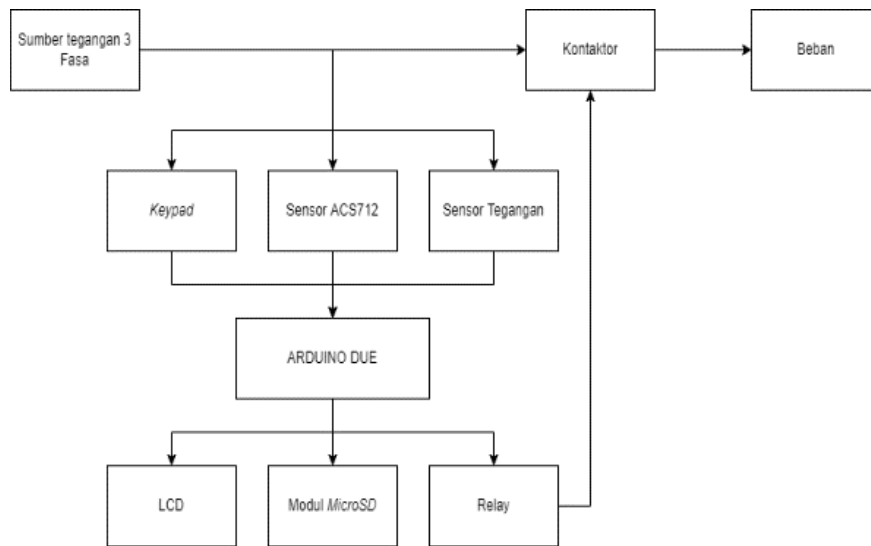 Sumber tegangan 3
Fasa
Kontaktor
Beban
Keypad
Sensor ACS712
Sensor Tegangan
ARDUINO DUE
LCD
Modul MicroSD
Relay